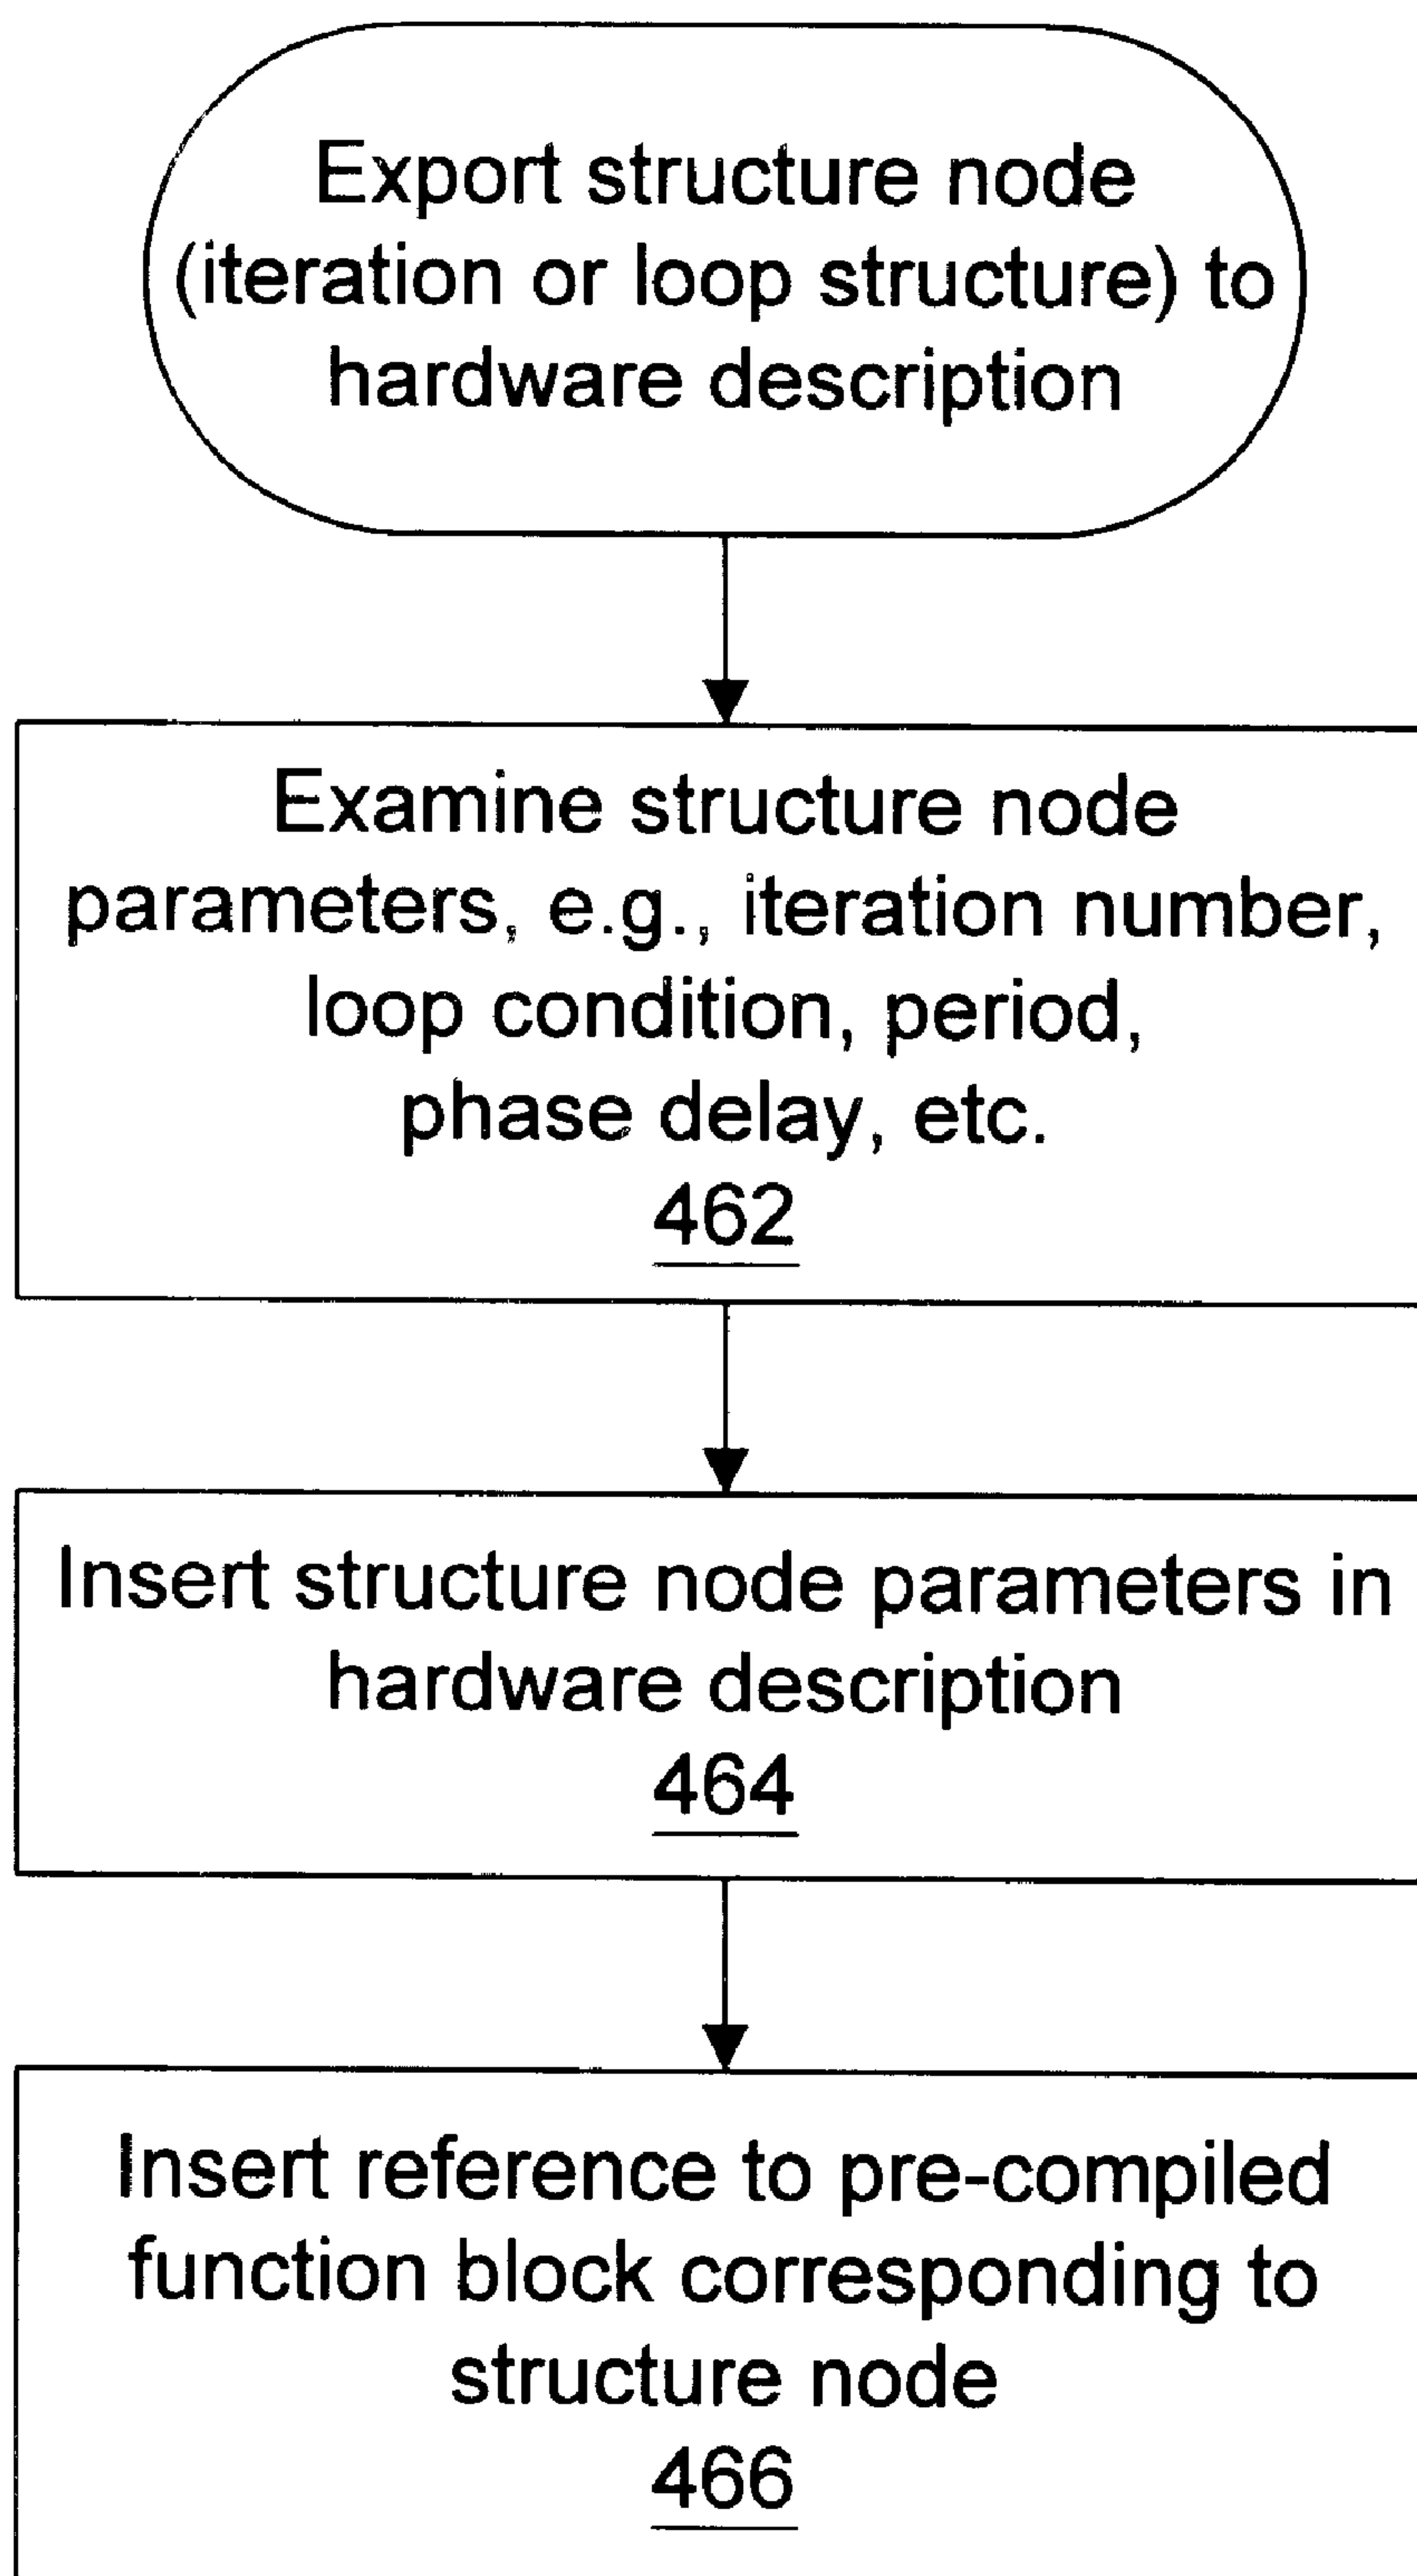 Export structure node
(iteration or loop structure) to
hardware description
Examine structure node
parameters, e.g., iteration number,
loop condition, period,
phase delay, etc.
462
Insert structure node parameters in
hardware description
464
Insert reference to pre-compiled
function block corresponding to
structure node
466